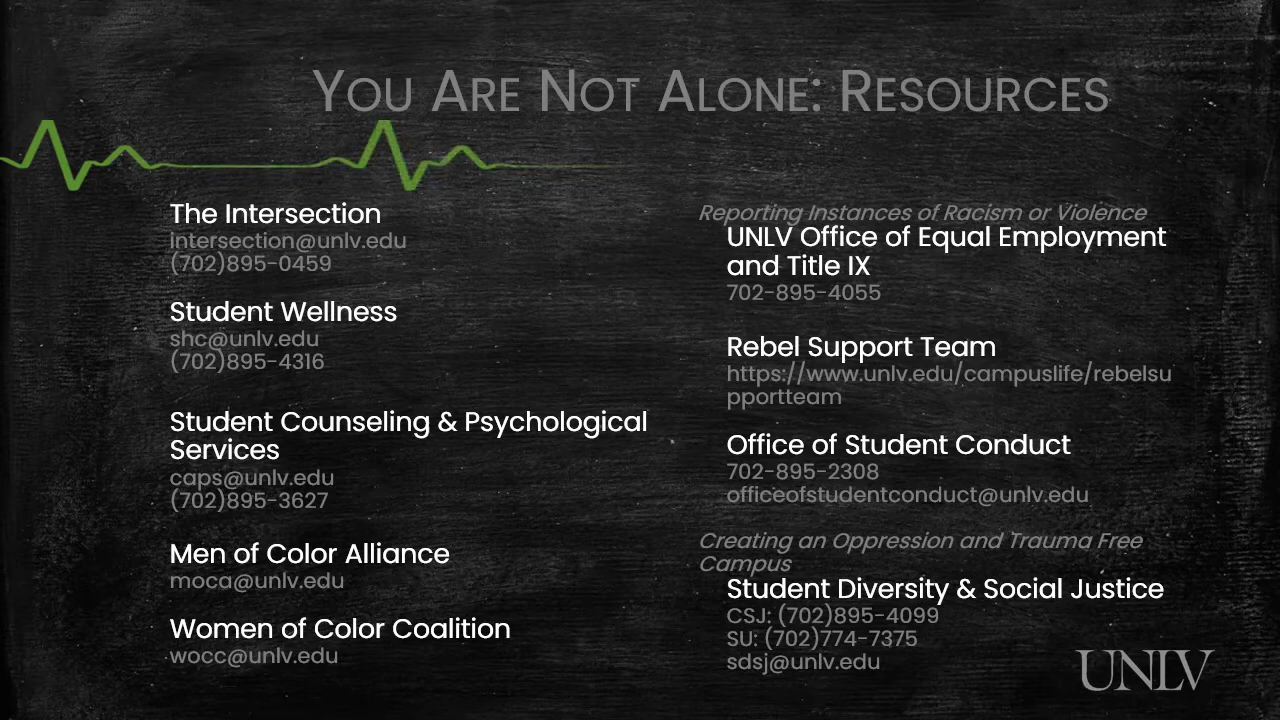 You Are Not Alone: Resources
The Intersection
intersection@unlv.edu
(702)895-0459
Student Wellness
shc@unlv.edu
(702)895-4316
Student Counseling & Psychological
Services
caps@unlv.edu
(702)895-3627
Men of Color Alliance
moca@unlv.edu
Women of Color Coalition
wocc@unlv.edu
Reporting Instances of Racism or Violence
UNLV Office of Equal Employment
and Title IX
702-895-4055
Rebel Support Team
https://www.unlv.edu/campuslife/rebelsu
pportteam
Office of Student Conduct
702-895-2308
officeofstudentconduct@unlv.edu
Creating an Oppression and Trauma Free
Campus
Student Diversity & Social Justice
CSJ: (702)895-4099
SU: (702)774-7375
sdsj@unlv.edu
UNLV